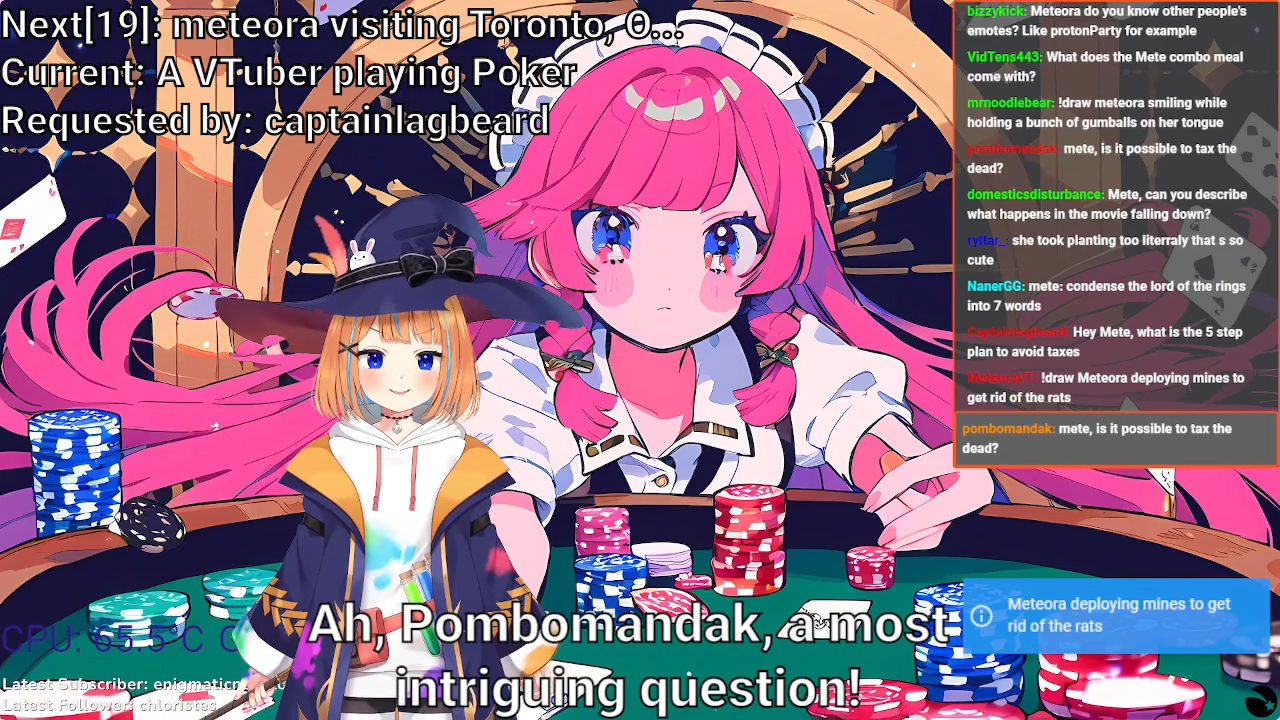 Next[19]: meteora visiting Toronto, O...
Current: A VTuber playing Poker
Requested by: captainlagbeard
bizzykick: Meteora do you know other people's
emotes? Like protonParty for example
VidTens443: What does the Mete combo meal
come with?
mrnoodlebear: !draw meteora smiling while
holding a bunch of gumballs on her tongue
pombomandak: mete, is it possible to tax the
dead?
domesticsdisturbance: Mete, can you describe
what happens in the movie falling down?
ryltar_: she took planting too literraly that s so
cute
NanerGG: mete: condense the lord of the rings
into 7 words
Captainlagbeard: Hey Mete, what is the 5 step
plan to avoid taxes
!draw Meteora deploying mines to
get rid of the rats
pombomandak: mete, is it possible to tax the
dead?
Meteora deploying mines to get
rid of the rats
CPU: 65.5°C
Ah, Pombomandak, a most
intriguing question!
Latest Subscriber:
Latest Follower: choristes